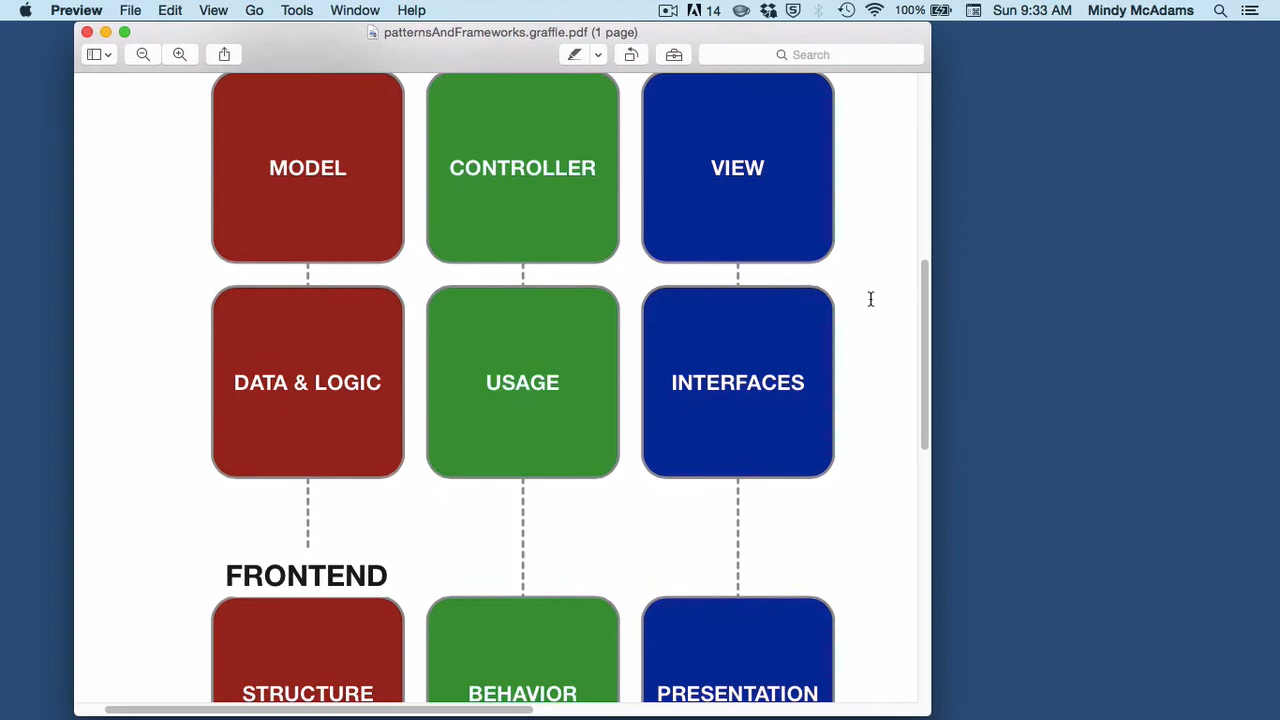 Preview File Edit View Go Tools Window Help 14 100% Sun 9:33 AM Mindy McAdams
patternsAndFrameworks.graffle.pdf (1 page)
Search
MODEL CONTROLLER VIEW
DATA & LOGIC USAGE INTERFACES
FRONTEND
STRUCTURE BEHAVIOR PRESENTATION